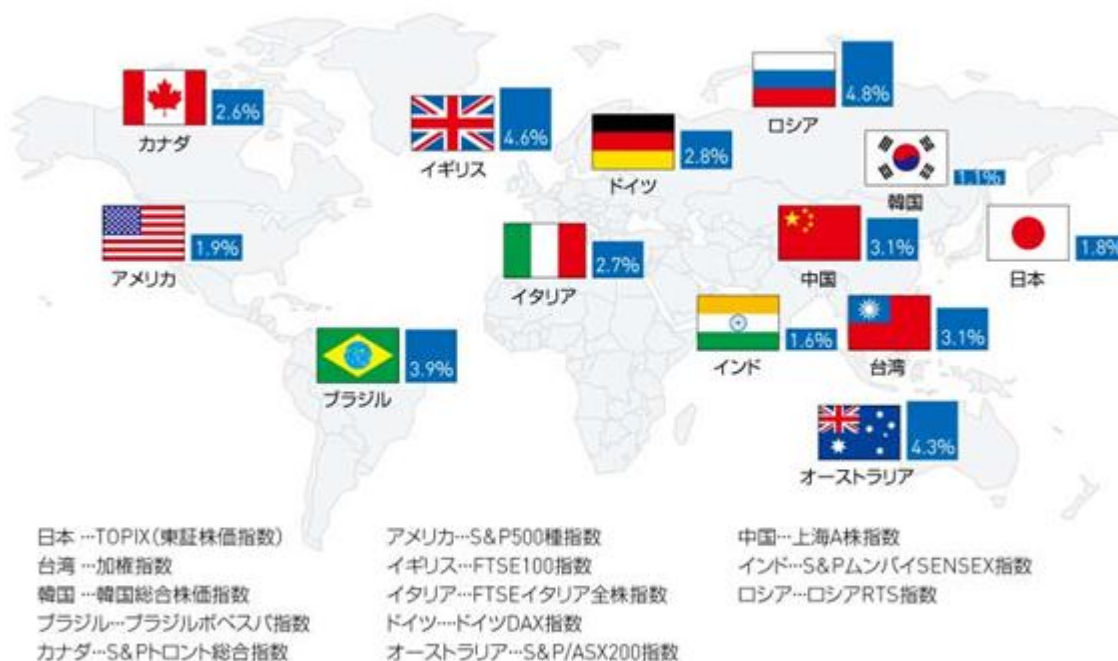 4.8%
2.6%
ロシア
カナダ
4.6%
イギリス
2.8%
ドイツ
1.1%
韓国
1.9%
アメリカ
2.7%
イタリア
3.1%
中国
1.8%
日本
3.9%
ブラジル
1.6%
インド
3.1%
台湾
4.3%
オーストラリア
日本…TOPIX(東証株価指数)
台湾…加権指数
韓国…韓国総合株価指数
ブラジル…ブラジルボベスパ指数
カナダ…S&Pトロント総合指数
アメリカ…S&P500種指数
イギリス…FTSE100指数
イタリア…FTSEイタリア全株指数
ドイツ…ドイツDAX指数
オーストラリア…S&P/ASX200指数
中国…上海A株指数
インド…S&PムンバイSENSEX指数
ロシア…ロシアRTS指数